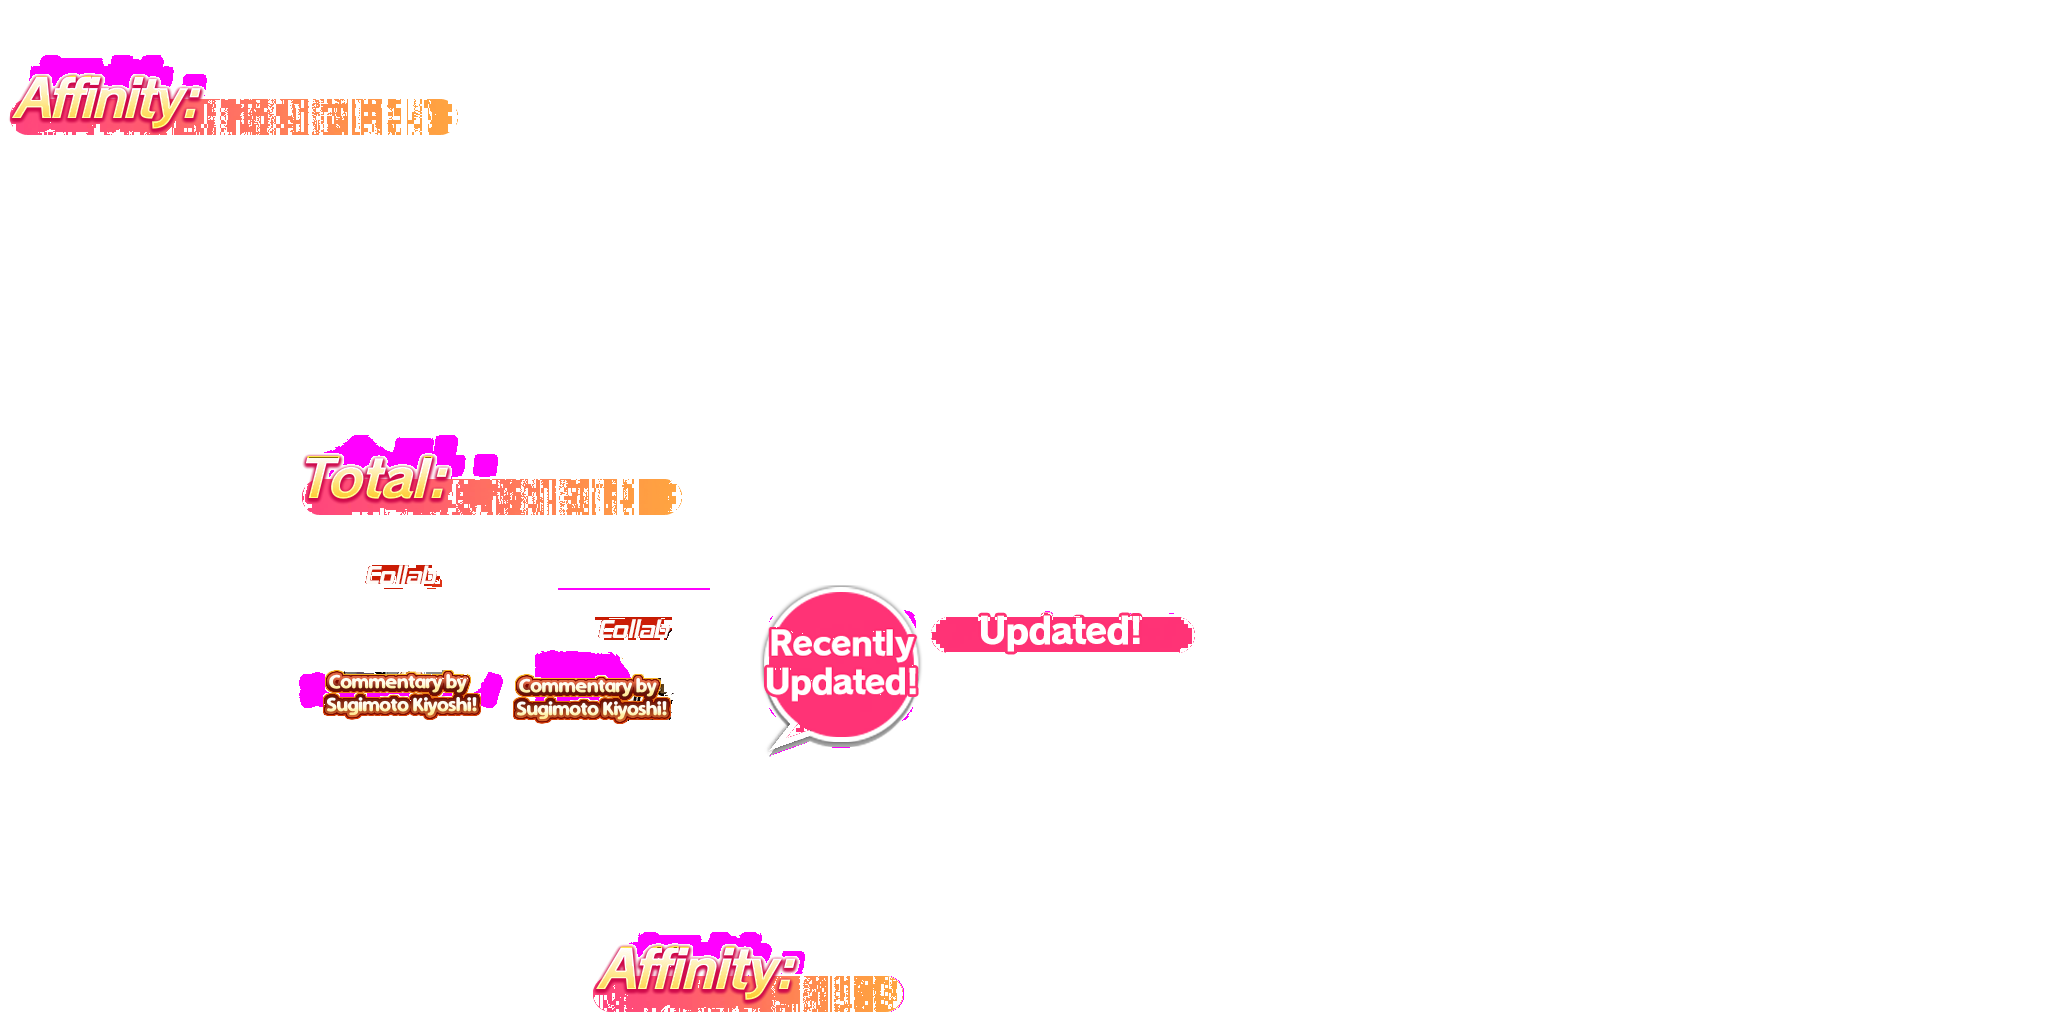 Affinity:
Total:
Collab.
Collab
Recently
Updated!
Updated!
Commentary by
Sugimoto Kiyoshi!
Commentary by
Sugimoto Kiyoshi!
Affinity: